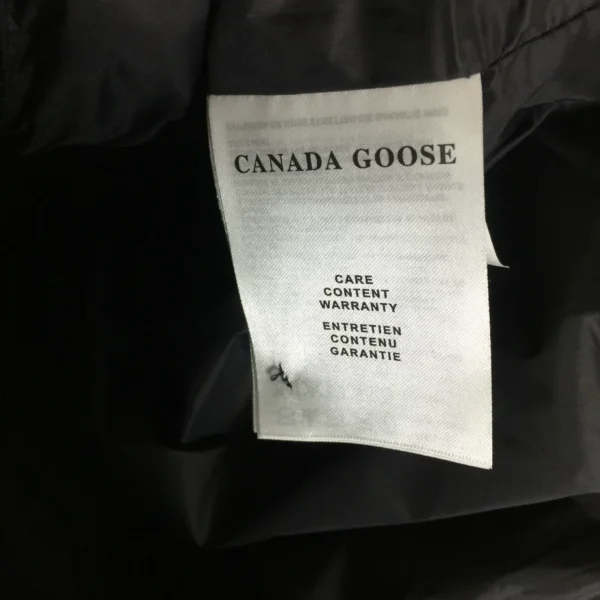 CANADA GOOSE
CARE
CONTENT
WARRANTY
ENTRETIEN
CONTENU
GARANTIE